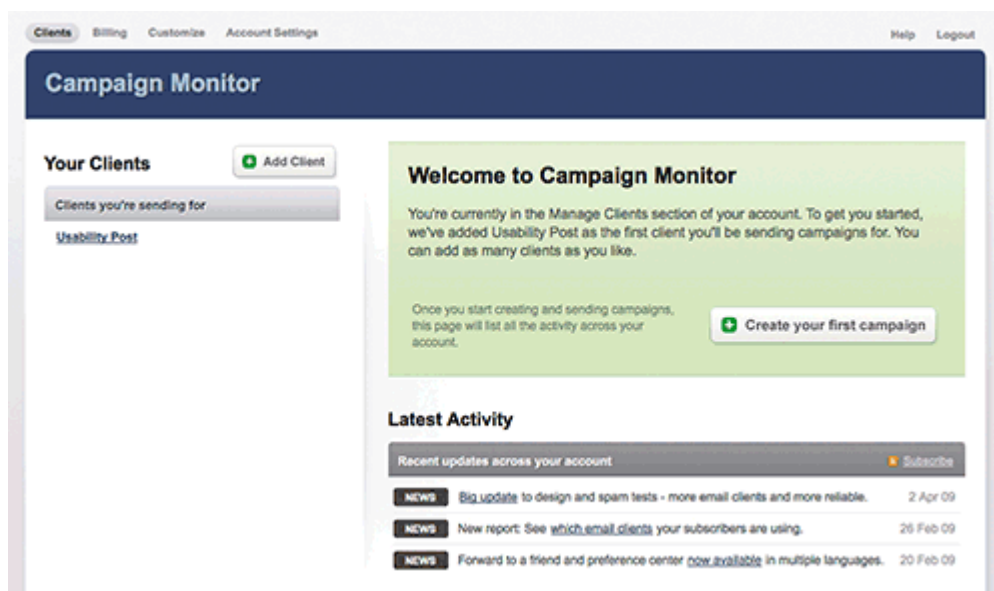 Clients Billing Customize Account Settings Help Logout
Campaign Monitor
Your Clients
Add Client
Clients you're sending for
Usability Post
Welcome to Campaign Monitor
You're currently in the Manage Clients section of your account. To get you started,
we've added Usability Post as the first client you'll be sending campaigns for. You
can add as many clients as you like.
Once you start creating and sending campaigns,
this page will list all the activity across your
account.
Create your first campaign
Latest Activity
Recent updates across your account Subscribe
NEWS Big update to design and spam tests - more email clients and more reliable. 2 Apr 09
NEWS New report: See which email clients your subscribers are using. 26 Feb 09
NEWS Forward to a friend and preference center now available in multiple languages. 20 Feb 09